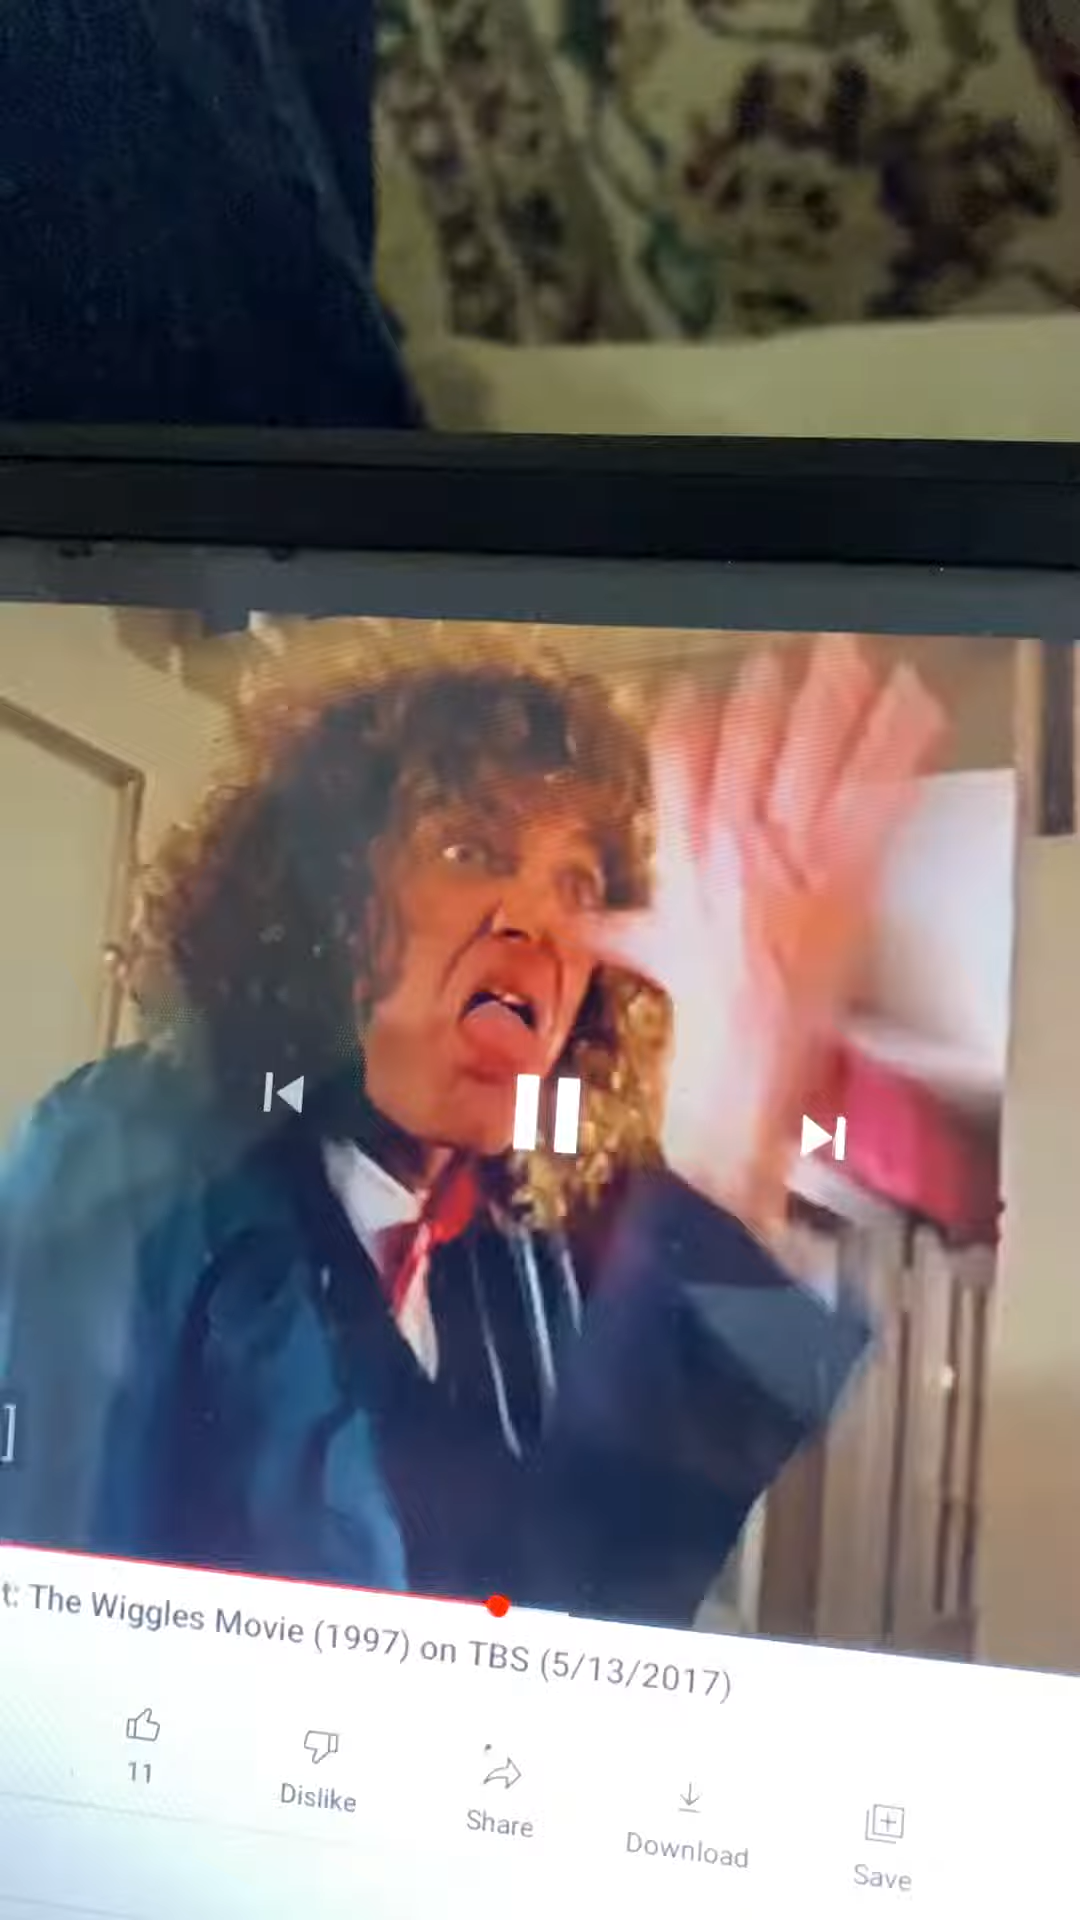 ]
t: The Wiggles Movie (1997) on TBS (5/13/2017)
11
Dislike
Share
Download
Save